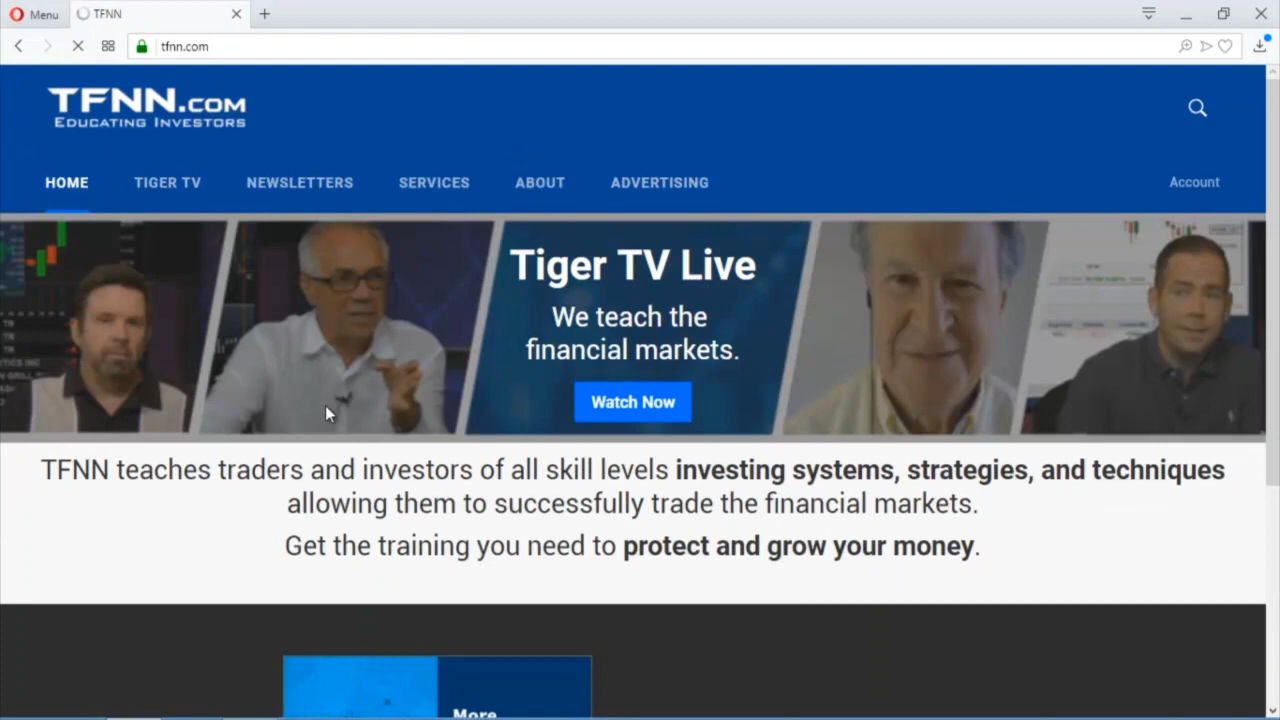 Menu
TFNN
tfnn.com
TFNN.COM
EDUCATING INVESTORS
HOME
TIGER TV
NEWSLETTERS
SERVICES
ABOUT
ADVERTISING
Account
Tiger TV Live
We teach the
financial markets.
Watch Now
TFNN teaches traders and investors of all skill levels investing systems, strategies, and techniques
allowing them to successfully trade the financial markets.
Get the training you need to protect and grow your money.
More